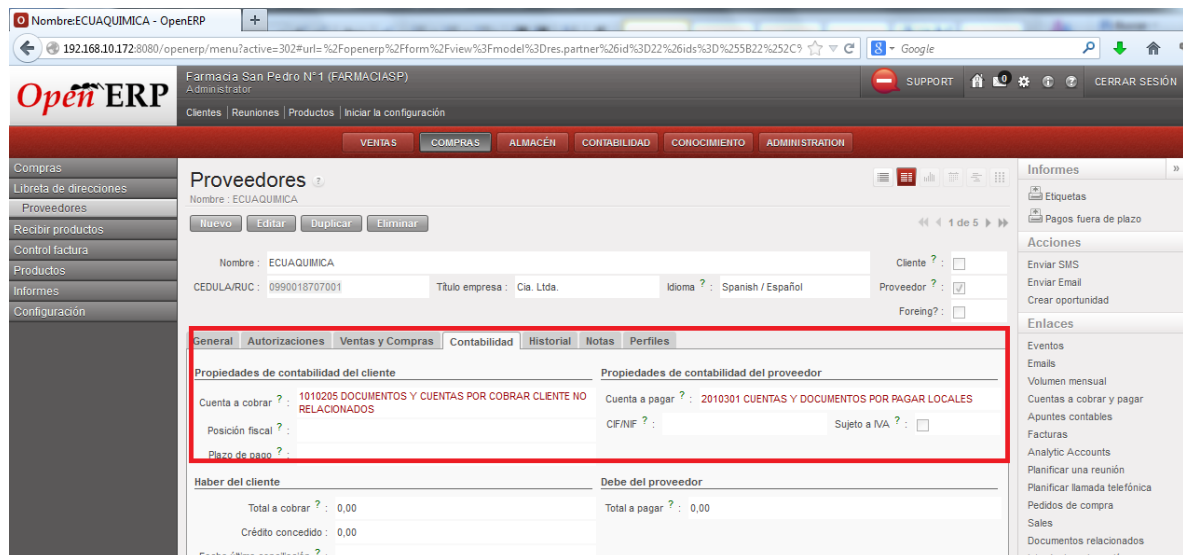 Nombre:ECUAQUIMICA - OpenERP +
192.168.10.172:8080/openerp/menu?active=302#url=%2Fopenerp%2Fform%2Fview%3Fmodel%3Dres.partner%26id%3D22%26ids%3D%255B22%252C% Google
Open ERP
Farmacia San Pedro N°1 (FARMACIASP)
Administrator
SUPPORT 0 CERRAR SESIÓN
Clientes | Reuniones | Productos | Iniciar la configuración
VENTAS COMPRAS ALMACÉN CONTABILIDAD CONOCIMIENTO ADMINISTRATION
Compras
Libreta de direcciones
Proveedores
Recibir productos
Control factura
Productos
Informes
Configuración
Proveedores ?
Nombre : ECUAQUIMICA
Nuevo Editar Duplicar Eliminar 1 de 5
Nombre : ECUAQUIMICA Cliente ? :
CEDULA/RUC : 0990018707001 Título empresa : Cia. Ltda. Idioma ? : Spanish / Español Proveedor ? :
Foreing? :
General Autorizaciones Ventas y Compras Contabilidad Historial Notas Perfiles
Propiedades de contabilidad del cliente
Cuenta a cobrar ? : 1010205 DOCUMENTOS Y CUENTAS POR COBRAR CLIENTE NO
RELACIONADOS
Posición fiscal ? :
Plazo de pago ? :
Propiedades de contabilidad del proveedor
Cuenta a pagar ? : 2010301 CUENTAS Y DOCUMENTOS POR PAGAR LOCALES
CIF/NIF ? : Sujeto a IVA ? :
Haber del cliente
Total a cobrar ? : 0,00
Crédito concedido : 0,00
Debe del proveedor
Total a pagar ? : 0,00
Informes »
Etiquetas
Pagos fuera de plazo
Acciones
Enviar SMS
Enviar Email
Crear oportunidad
Enlaces
Eventos
Emails
Volumen mensual
Cuentas a cobrar y pagar
Apuntes contables
Facturas
Analytic Accounts
Planificar una reunión
Planificar llamada telefónica
Pedidos de compra
Sales
Documentos relacionados